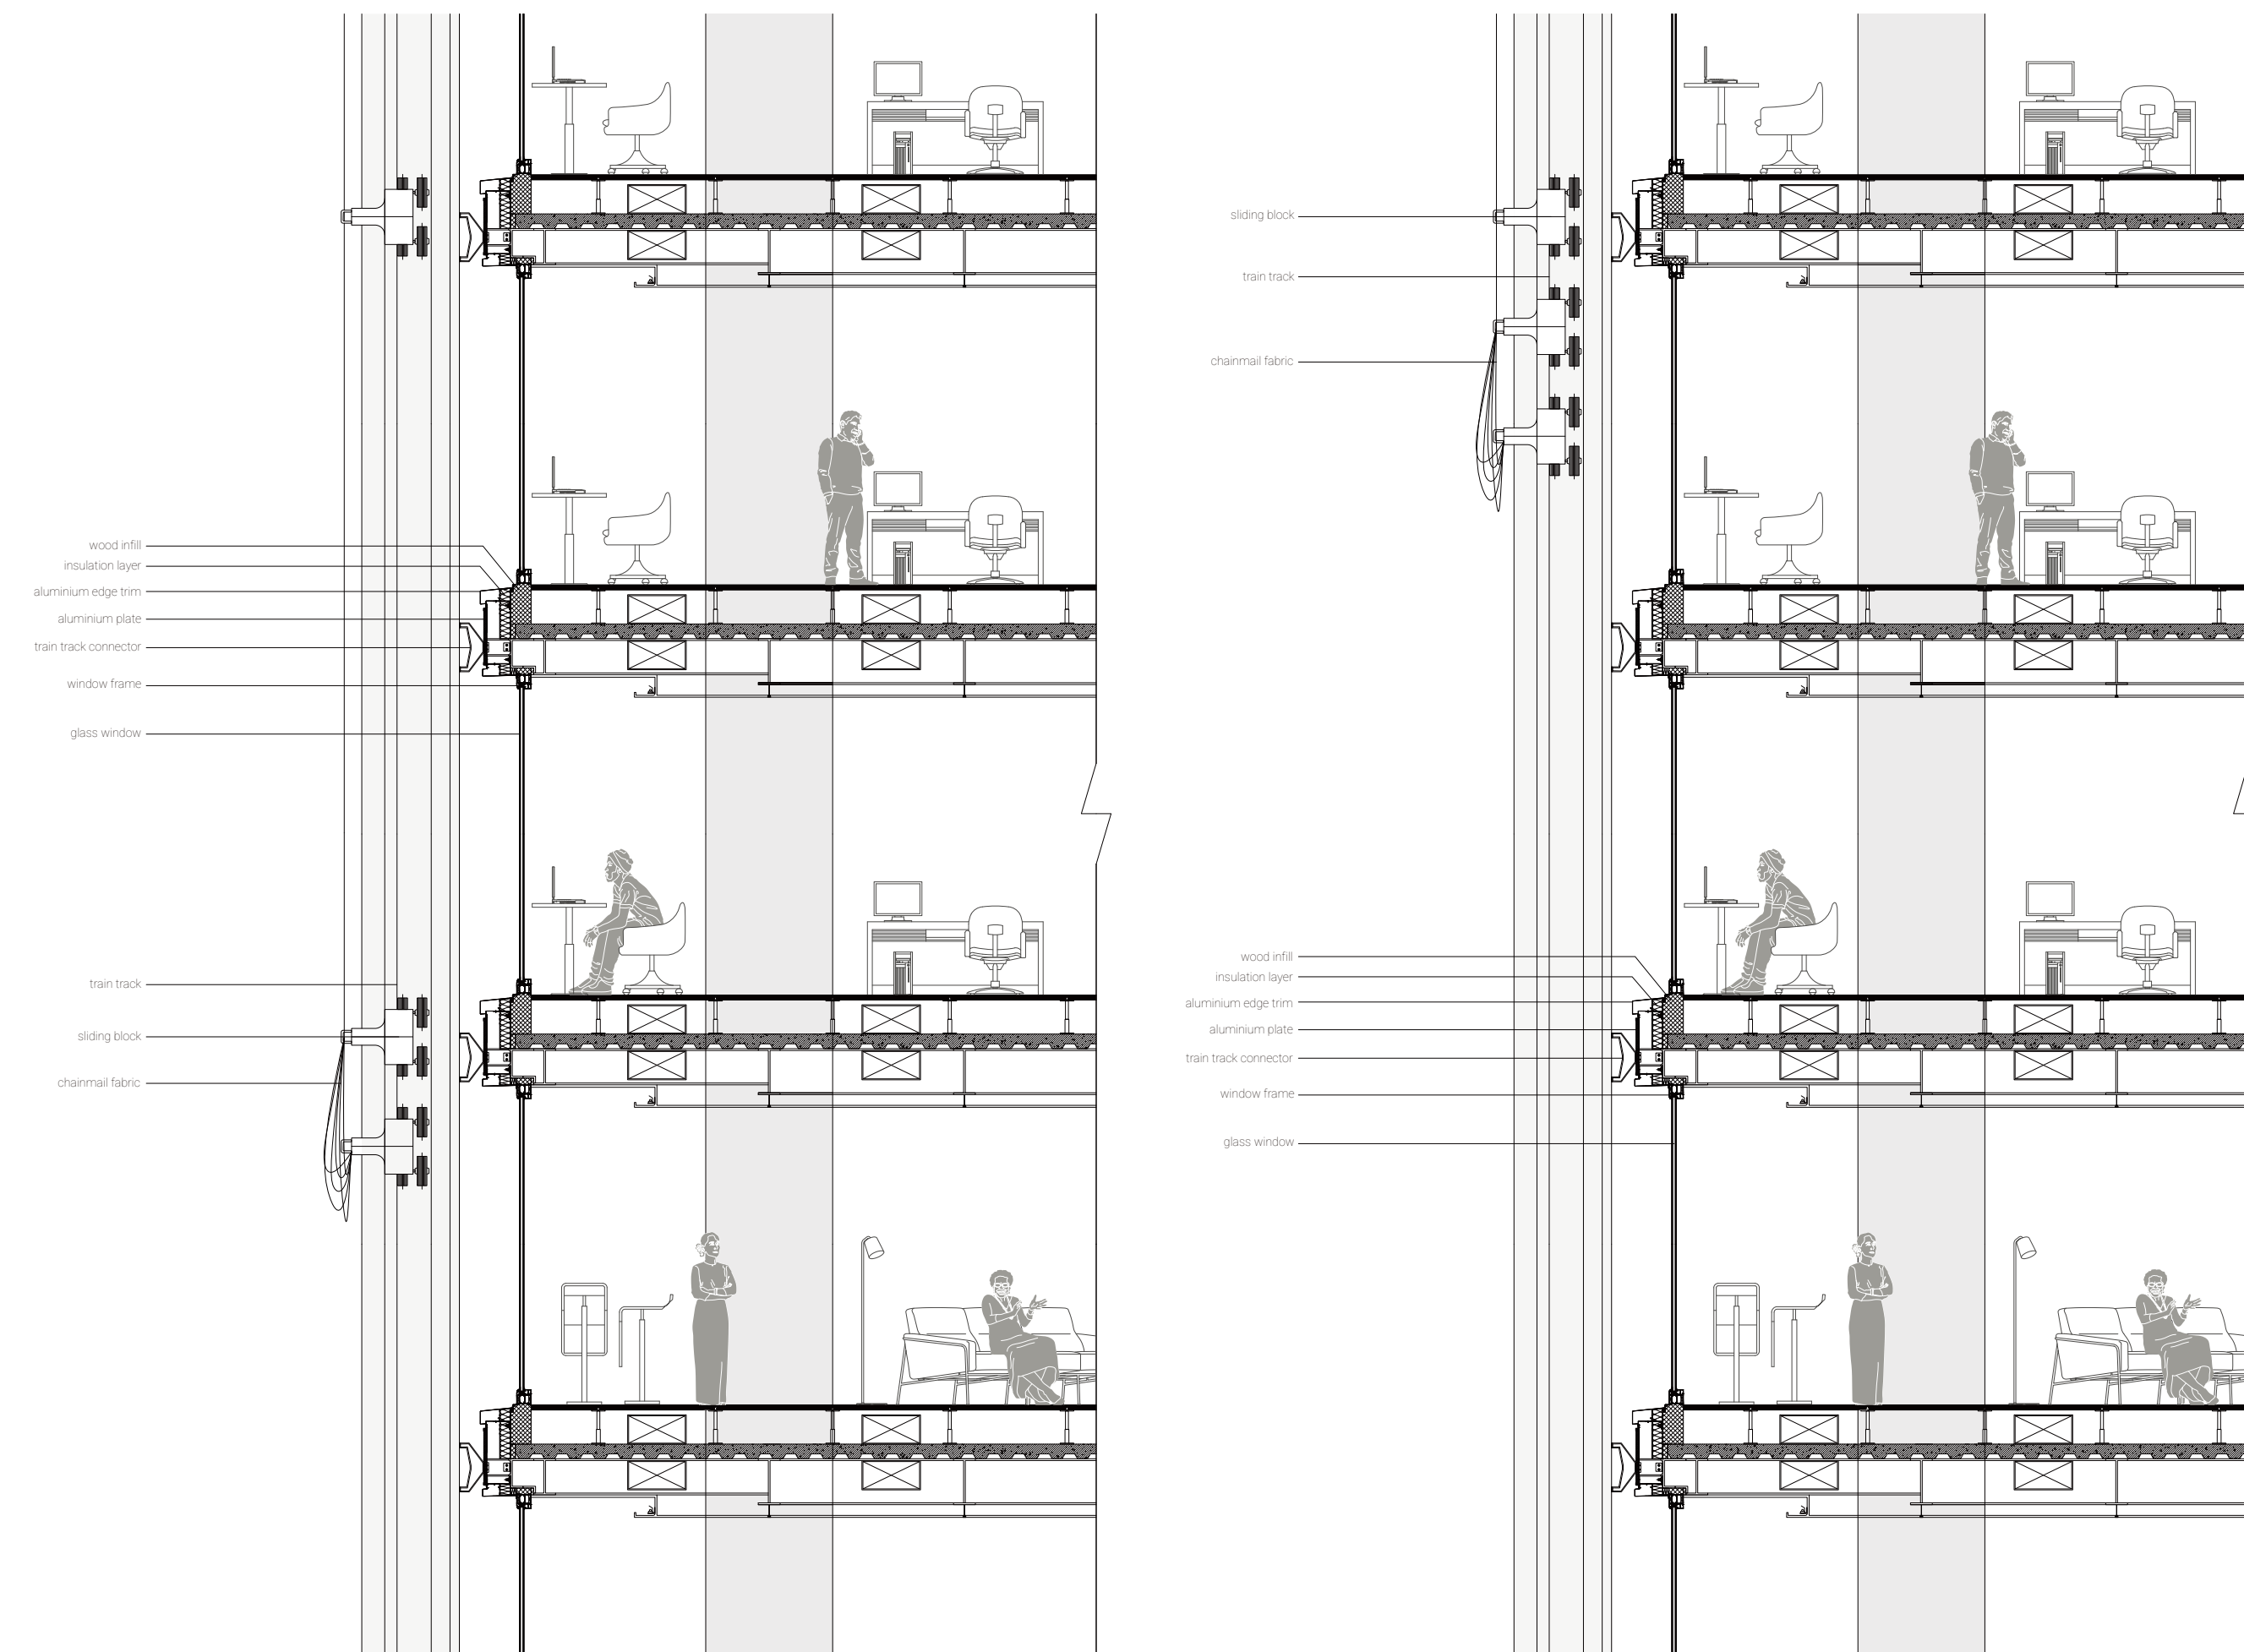 wood infill
insulation layer
aluminium edge trim
aluminium plate
train track connector
window frame
glass window
train track
sliding block
chainmail fabric
sliding block
train track
chainmail fabric
wood infill
insulation layer
aluminium edge trim
aluminium plate
train track connector
window frame
glass window